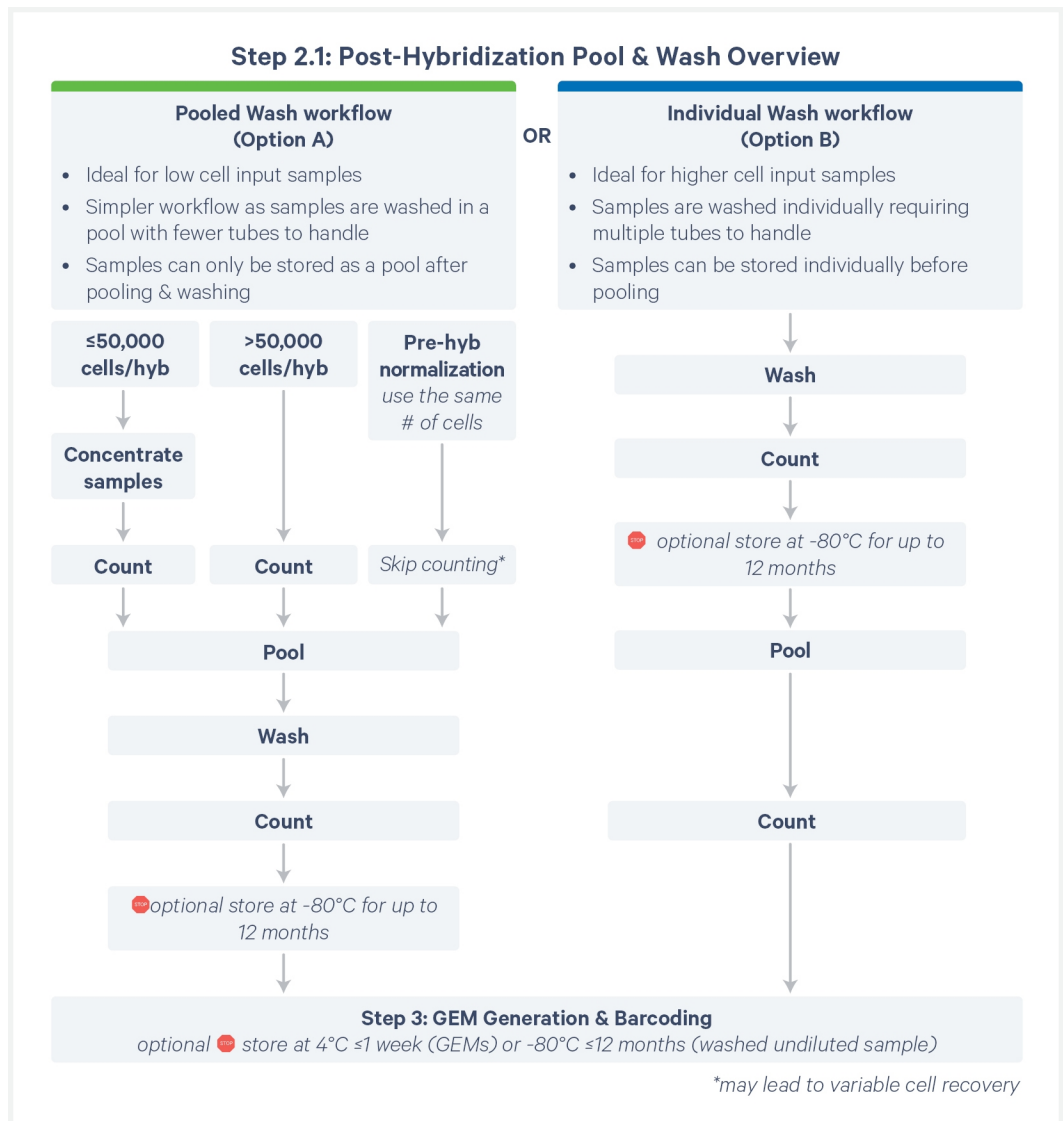 Step 2.1: Post-Hybridization Pool & Wash Overview
Pooled Wash workflow
(Option A)
• Ideal for low cell input samples
• Simpler workflow as samples are washed in a
pool with fewer tubes to handle
• Samples can only be stored as a pool after
pooling & washing
OR
Individual Wash workflow
(Option B)
• Ideal for higher cell input samples
• Samples are washed individually requiring
multiple tubes to handle
• Samples can be stored individually before
pooling
≤50,000
cells/hyb
>50,000
cells/hyb
Pre-hyb
normalization
use the same
# of cells
Concentrate
samples
Count
Count
Skip counting*
Pool
Wash
Count
STOP
optional store at -80°C for up to
12 months
Wash
Count
STOP
optional store at -80°C for up to
12 months
Pool
Count
Step 3: GEM Generation & Barcoding
optional STOP store at 4°C ≤1 week (GEMs) or -80°C ≤12 months (washed undiluted sample)
*may lead to variable cell recovery